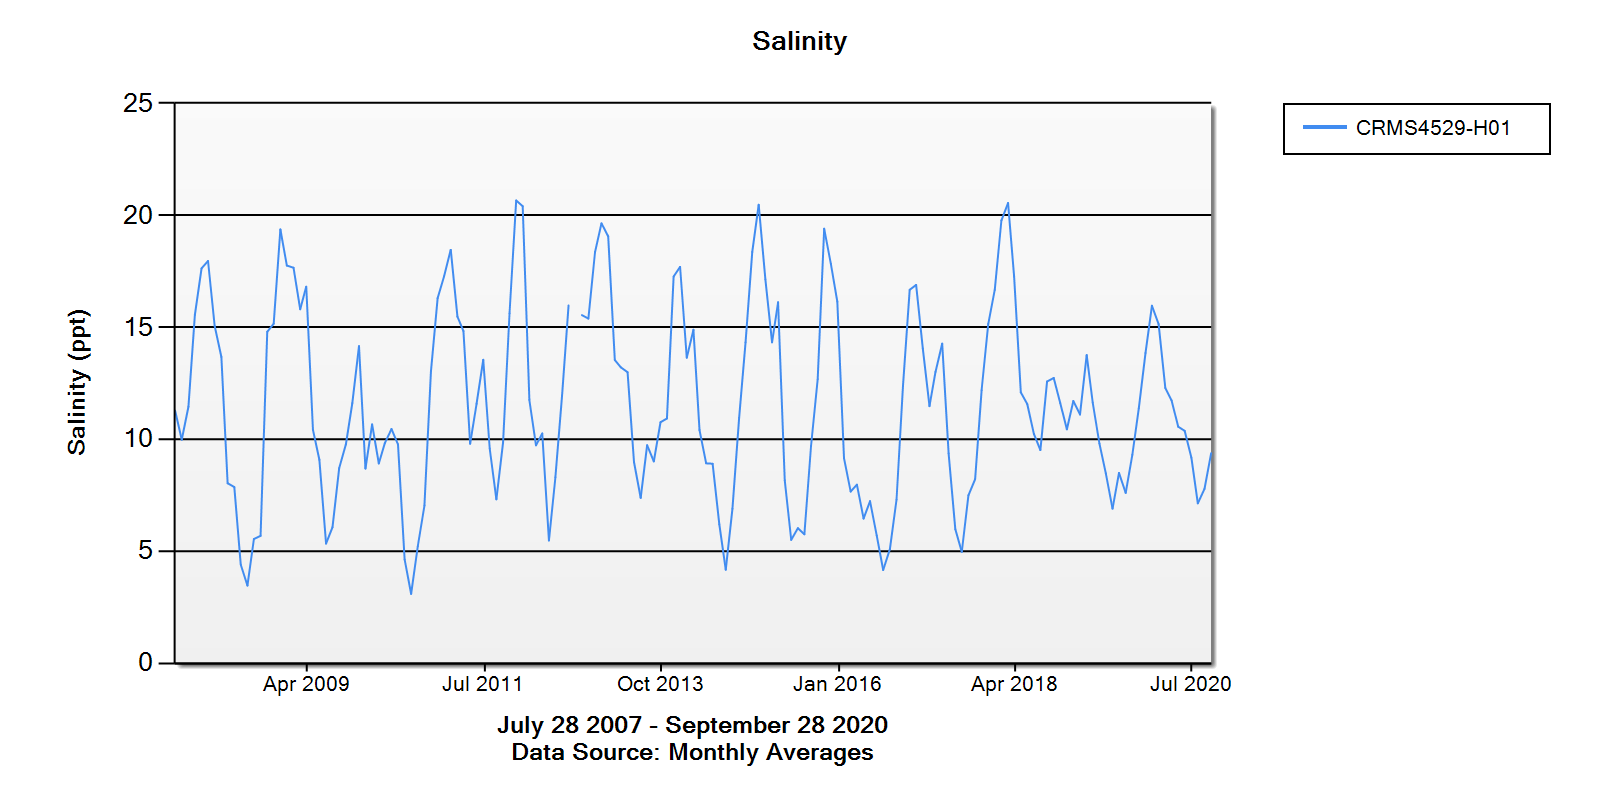 Salinity
25
20
15
10
5
0
Salinity (ppt)
CRMS4529-H01
Apr 2009
Jul 2011
Oct 2013
Jan 2016
Apr 2018
Jul 2020
July 28 2007 - September 28 2020
Data Source: Monthly Averages